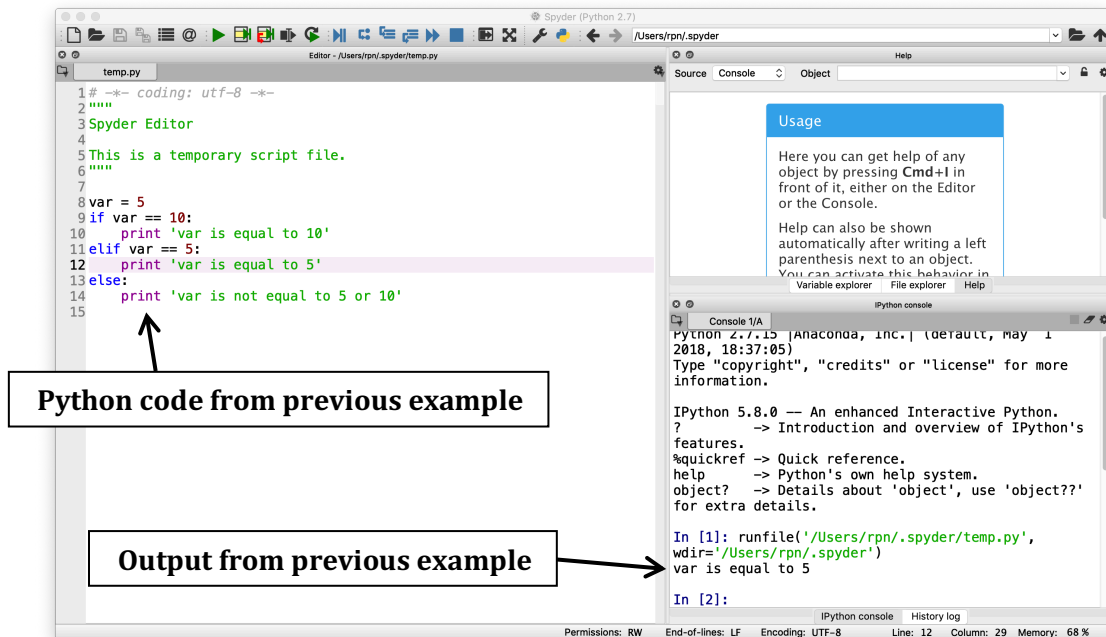 Spyder (Python 2.7)
/Users/rpn/.spyder
Editor - /Users/rpn/.spyder/temp.py
temp.py
1 # -*- coding: utf-8 -*-
2 """
3 Spyder Editor
4
5 This is a temporary script file.
6 """
7
8 var = 5
9 if var == 10:
10     print 'var is equal to 10'
11 elif var == 5:
12     print 'var is equal to 5'
13 else:
14     print 'var is not equal to 5 or 10'
15
Python code from previous example
Output from previous example
Help
Source Console Object
Usage
Here you can get help of any
object by pressing Cmd+I in
front of it, either on the Editor
or the Console.
Help can also be shown
automatically after writing a left
parenthesis next to an object.
You can activate this behavior in
Variable explorer File explorer Help
IPython console
Console 1/A
Python 2.7.15 |Anaconda, Inc.| (default, May 1
2018, 18:37:05)
Type "copyright", "credits" or "license" for more
information.
IPython 5.8.0 -- An enhanced Interactive Python.
?         -> Introduction and overview of IPython's
features.
%quickref -> Quick reference.
help      -> Python's own help system.
object?   -> Details about 'object', use 'object??'
for extra details.
In [1]: runfile('/Users/rpn/.spyder/temp.py',
wdir='/Users/rpn/.spyder')
var is equal to 5
In [2]:
IPython console History log
Permissions: RW End-of-lines: LF Encoding: UTF-8 Line: 12 Column: 29 Memory: 68 %